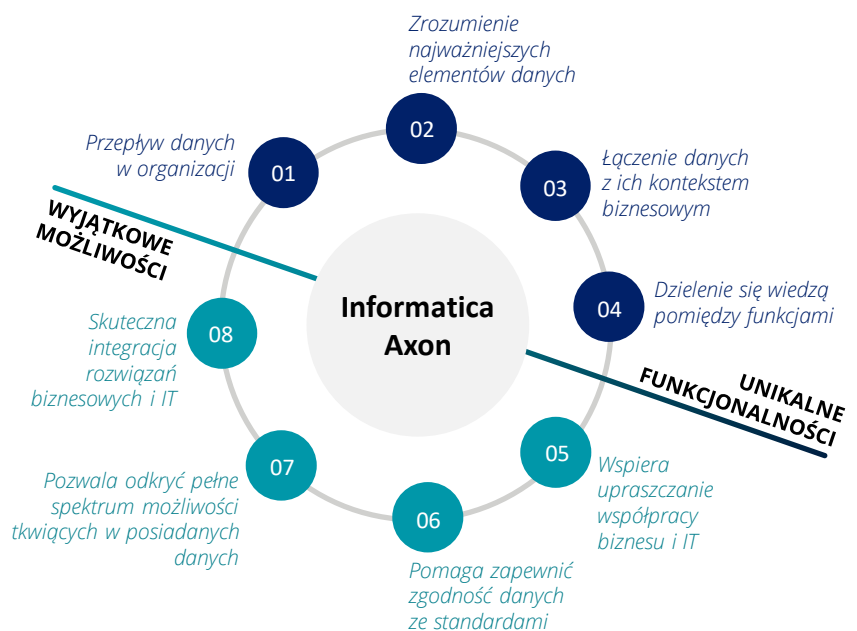 Zrozumienie
najważniejszych
elementów danych
02
Przepływ danych
w organizacji
01
03
Łączenie danych
z ich kontekstem
biznesowym
WYJĄTKOWE
MOŻLIWOŚCI
Informatica
Axon
04
Dzielenie się wiedzą
pomiędzy funkcjami
08
Skuteczna
integracja
rozwiązań
biznesowych i IT
UNIKALNE
FUNKCJONALNOŚCI
05
Wspiera
upraszczanie
współpracy
biznesu i IT
07
Pozwala odkryć pełne
spektrum możliwości
tkwiących w posiadanych
danych
06
Pomaga zapewnić
zgodność danych
ze standardami